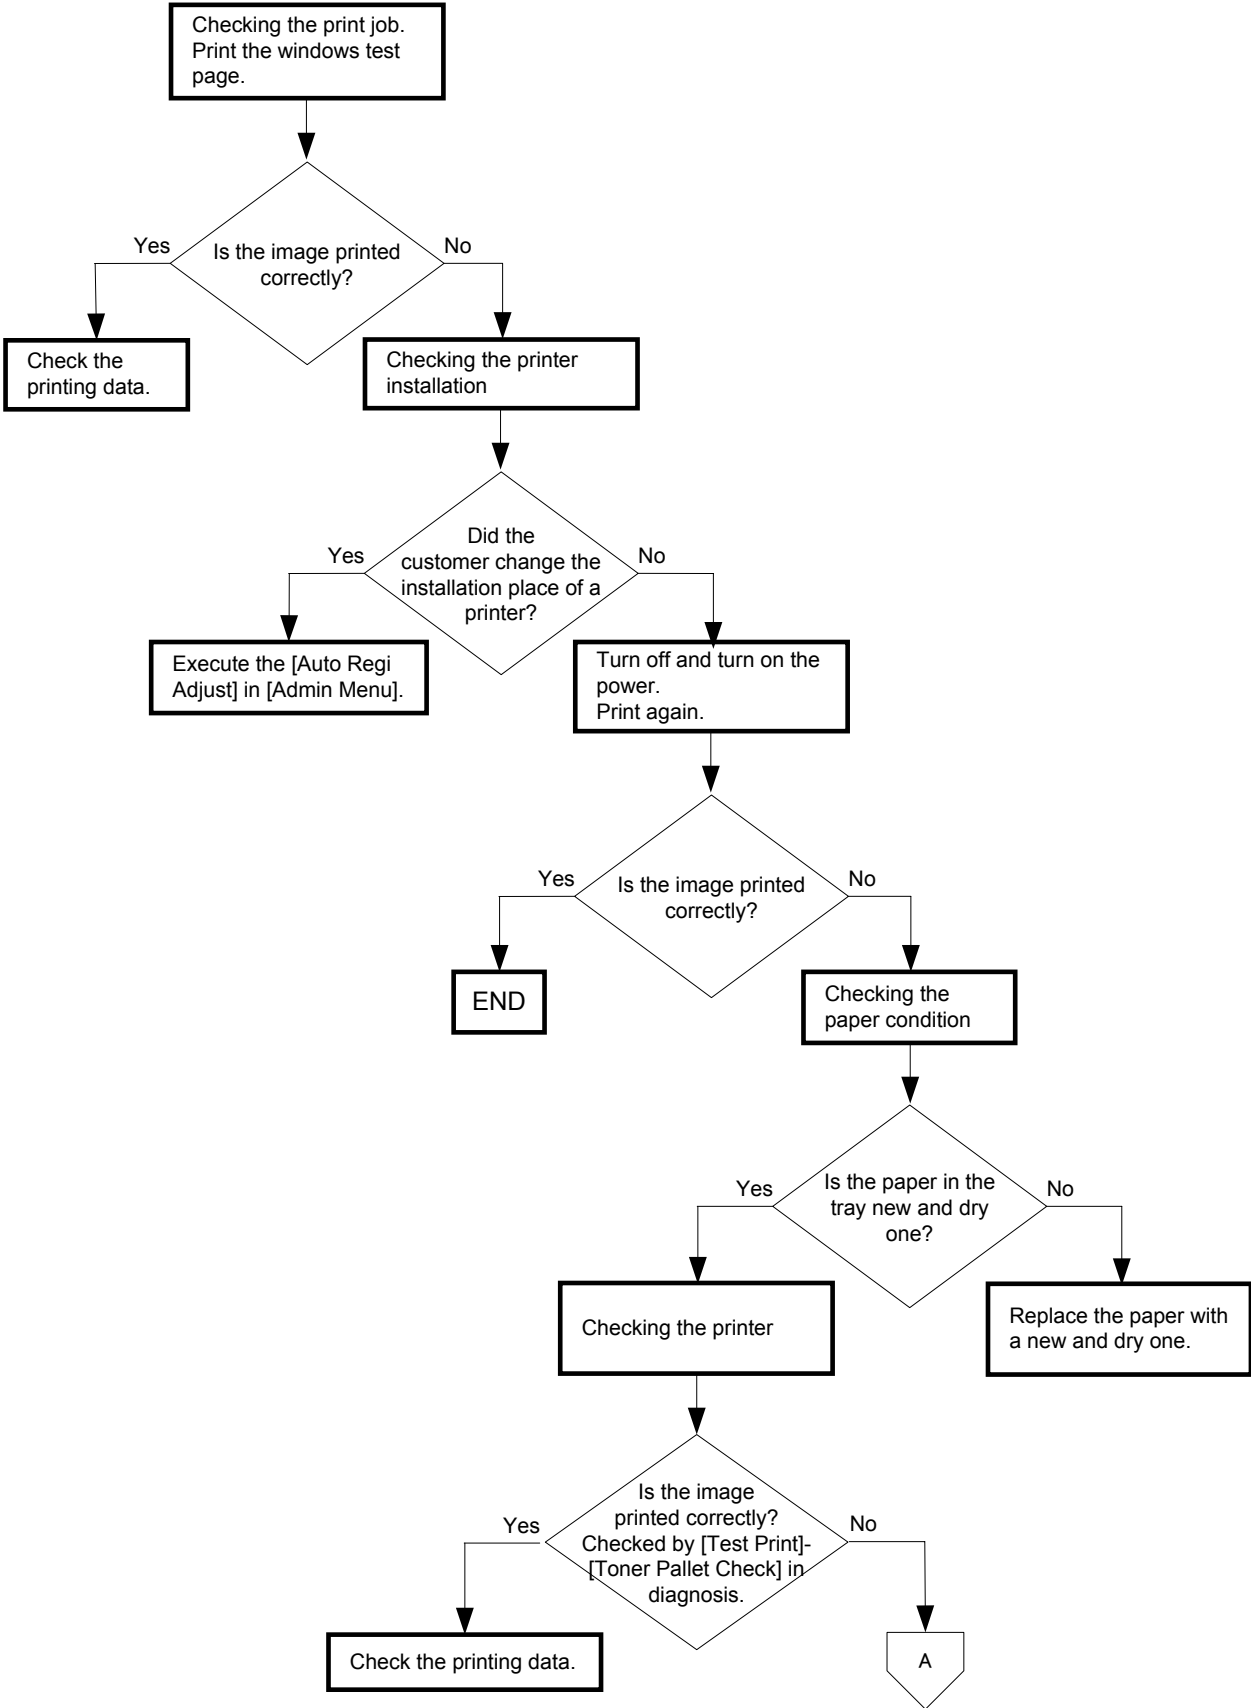 Checking the print job.
Print the windows test
page.
Yes
No
Is the image printed
correctly?
Check the
printing data.
Checking the printer
installation
Yes
No
Did the
customer change the
installation place of a
printer?
Execute the [Auto Regi
Adjust] in [Admin Menu].
Turn off and turn on the
power.
Print again.
Yes
No
Is the image printed
correctly?
END
Checking the
paper condition
Yes
No
Is the paper in the
tray new and dry
one?
Checking the printer
Replace the paper with
a new and dry one.
Yes
No
Is the image
printed correctly?
Checked by [Test Print]-
[Toner Pallet Check] in
diagnosis.
Check the printing data.
A